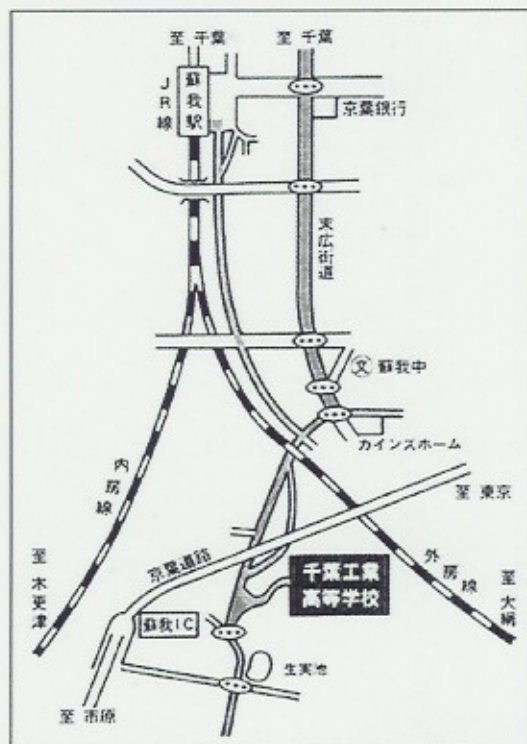 至 千葉
至 千葉
JR線
蘇我駅
京葉銀行
末広街道
文 蘇我中
カインズホーム
内房線
至 東京
京葉道路
千葉工業
高等学校
外房線
至 木更津
至 大網
蘇我IC
生実池
至 市原